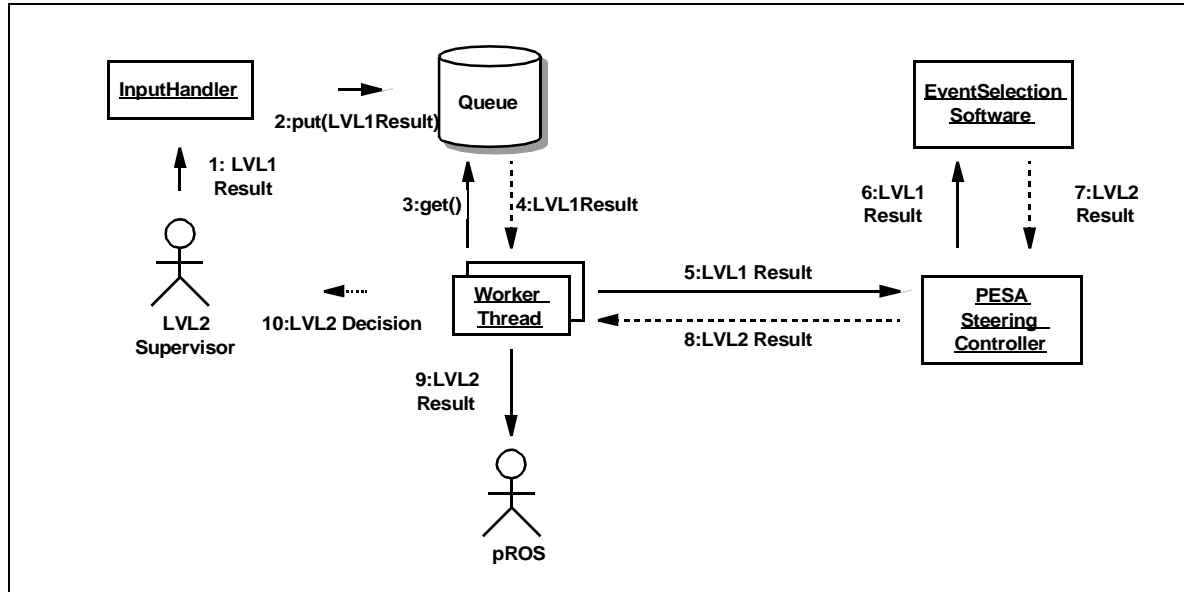 InputHandler
2:put(LVL1Result)
Queue
EventSelection
Software
1: LVL1
Result
3:get()
4:LVL1Result
6:LVL1
Result
7:LVL2
Result
LVL2
Supervisor
10:LVL2 Decision
Worker
Thread
5:LVL1 Result
8:LVL2 Result
PESA
Steering
Controller
9:LVL2
Result
pROS